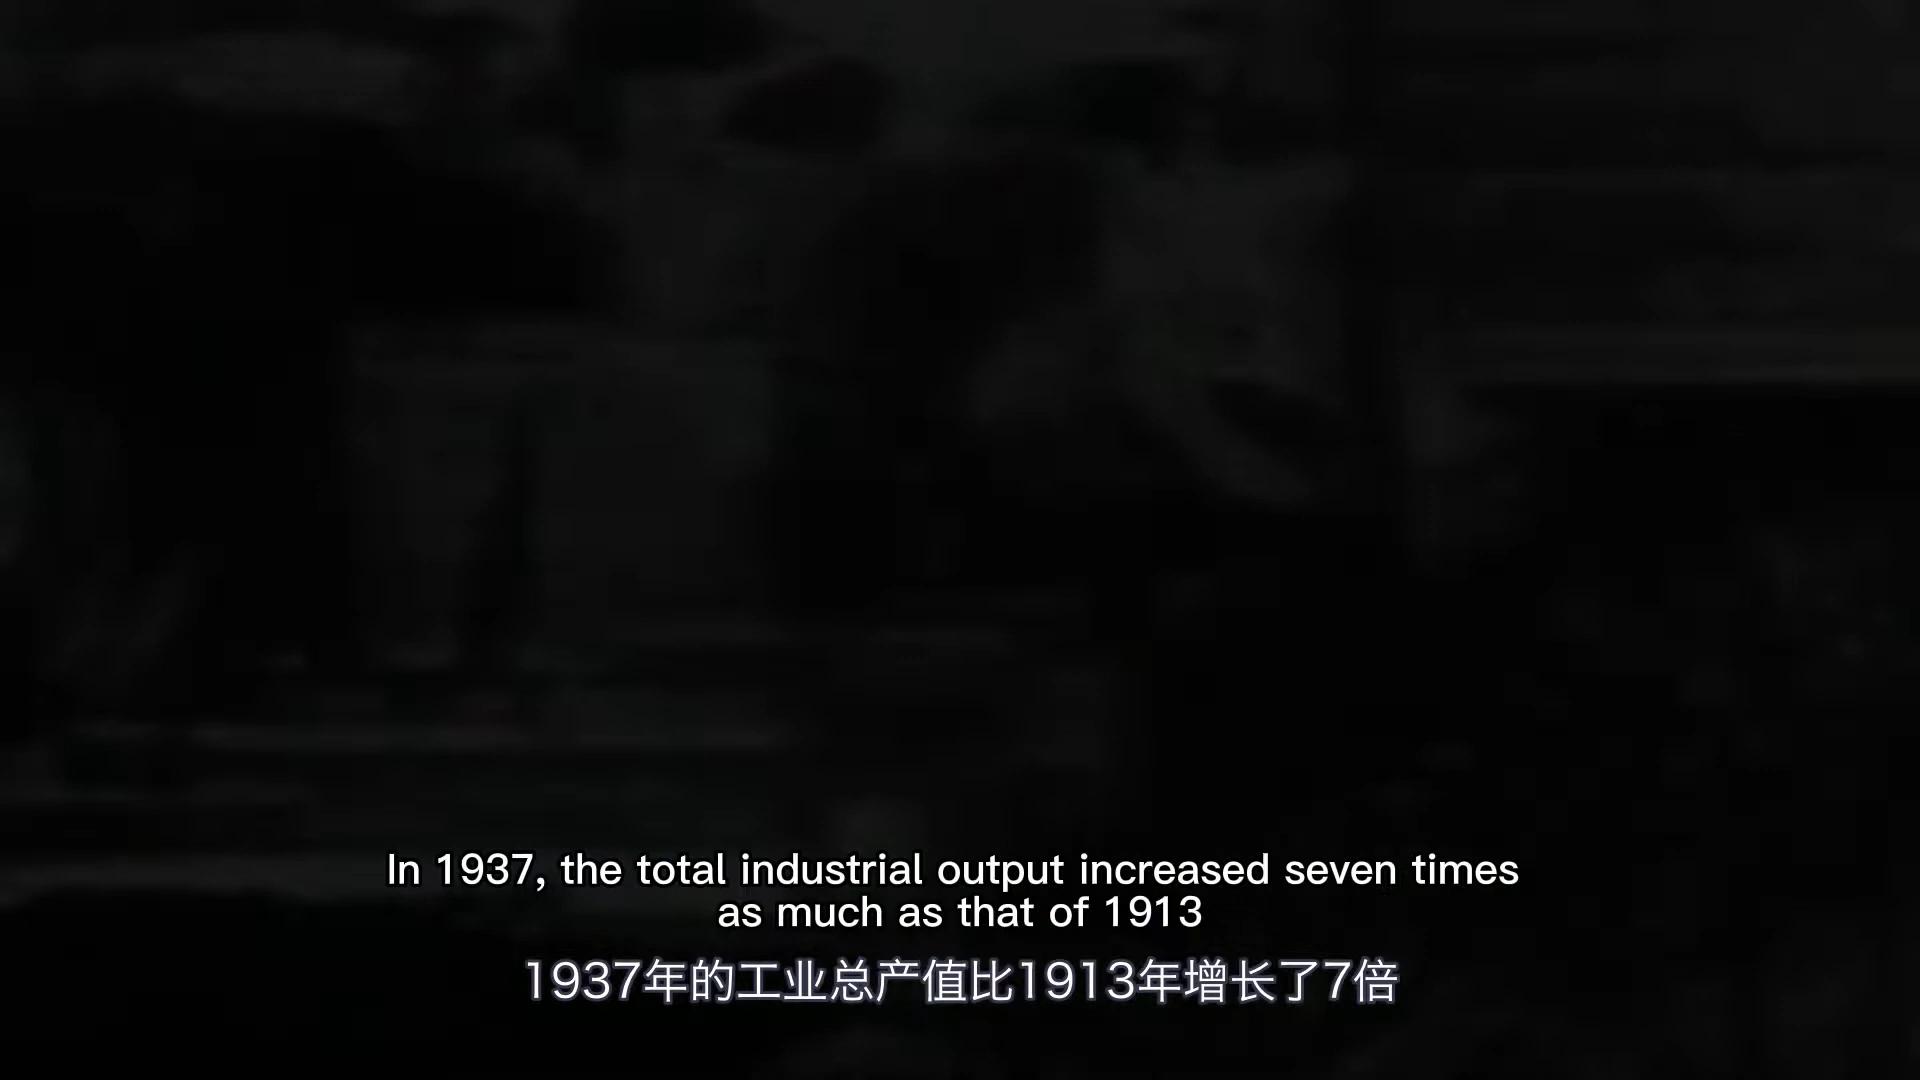 In 1937, the total industrial output increased seven times
as much as that of 1913
1937年的工业总产值比1913年增长了7倍